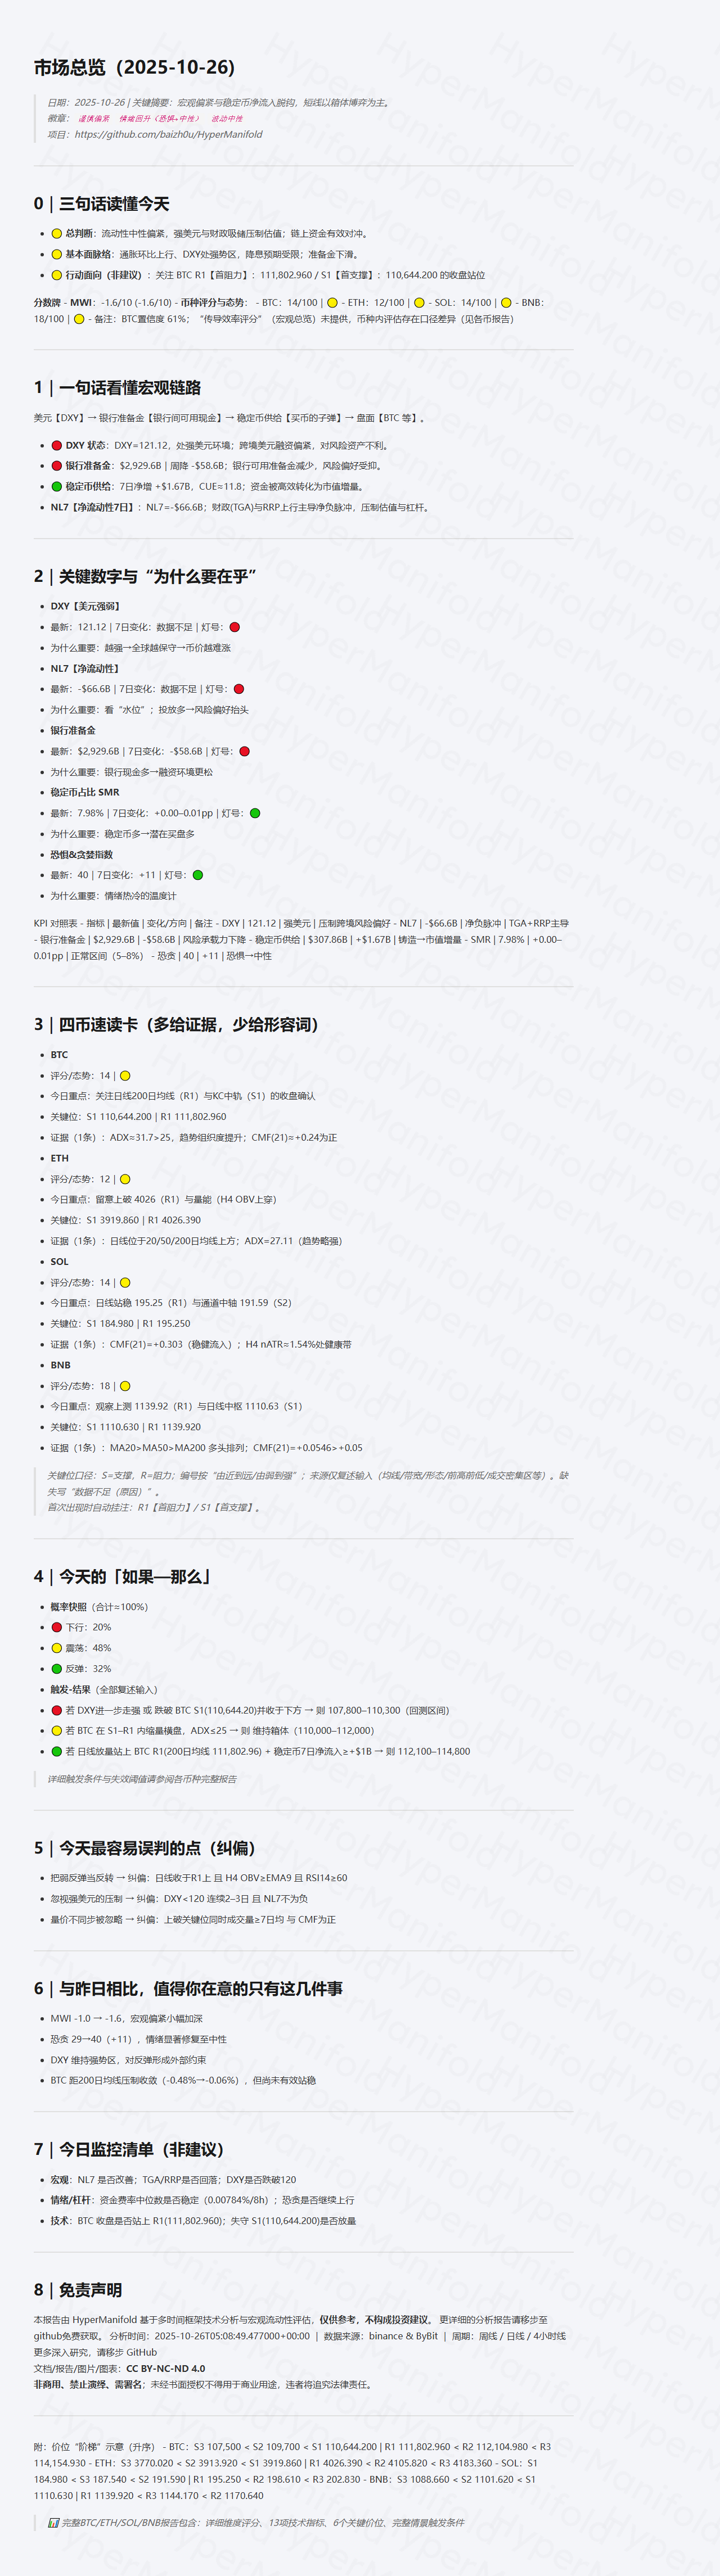 市场总览（2025-10-26）
日期：2025-10-26 | 关键摘要：宏观偏紧与稳定币净流入脱钩，短线以箱体博弈为主。
徽章： 谨慎偏紧 情绪回升（恐惧→中性） 波动中性
项目：https://github.com/baizh0u/HyperManifold
0｜三句话读懂今天
• 🟡 总判断：流动性中性偏紧，强美元与财政吸储压制估值；链上资金有效对冲。
• 🟡 基本面脉络：通胀环比上行、DXY处强势区，降息预期受限；准备金下滑。
• 🟡 行动面向（非建议）：关注 BTC R1【首阻力】：111,802.960 / S1【首支撑】：110,644.200 的收盘站位
分数牌 - MWI：-1.6/10 (-1.6/10) - 币种评分与态势： - BTC：14/100 | 🟡 - ETH：12/100 | 🟡 - SOL：14/100 | 🟡 - BNB：
18/100 | 🟡 - 备注：BTC置信度 61%；“传导效率评分”（宏观总览）未提供，币种内评估存在口径差异（见各币报告）
1｜一句话看懂宏观链路
美元【DXY】→ 银行准备金【银行间可用现金】→ 稳定币供给【买币的子弹】→ 盘面【BTC 等】。
• 🔴 DXY 状态：DXY=121.12，处强美元环境；跨境美元融资偏紧，对风险资产不利。
• 🔴 银行准备金：$2,929.6B | 周降 -$58.6B；银行可用准备金减少，风险偏好受抑。
• 🟢 稳定币供给：7日净增 +$1.67B，CUE≈11.8；资金被高效转化为市值增量。
• NL7【净流动性7日】：NL7=-$66.6B；财政(TGA)与RRP上行主导净负脉冲，压制估值与杠杆。
2｜关键数字与“为什么要在乎”
• DXY【美元强弱】
• 最新：121.12 | 7日变化：数据不足 | 灯号：🔴
• 为什么重要：越强→全球越保守→币价越难涨
• NL7【净流动性】
• 最新：-$66.6B | 7日变化：数据不足 | 灯号：🔴
• 为什么重要：看“水位”；投放多→风险偏好抬头
• 银行准备金
• 最新：$2,929.6B | 7日变化：-$58.6B | 灯号：🔴
• 为什么重要：银行现金多→融资环境更松
• 稳定币占比 SMR
• 最新：7.98% | 7日变化：+0.00–0.01pp | 灯号：🟢
• 为什么重要：稳定币多→潜在买盘多
• 恐惧&贪婪指数
• 最新：40 | 7日变化：+11 | 灯号：🟢
• 为什么重要：情绪热冷的温度计
KPI 对照表 - 指标 | 最新值 | 变化/方向 | 备注 - DXY | 121.12 | 强美元 | 压制跨境风险偏好 - NL7 | -$66.6B | 净负脉冲 | TGA+RRP主导
- 银行准备金 | $2,929.6B | -$58.6B | 风险承载力下降 - 稳定币供给 | $307.86B | +$1.67B | 铸造→市值增量 - SMR | 7.98% | +0.00–
0.01pp | 正常区间（5–8%） - 恐贪 | 40 | +11 | 恐惧→中性
3｜四币速读卡（多给证据，少给形容词）
• BTC
• 评分/态势：14 | 🟡
• 今日重点：关注日线200日均线（R1）与KC中轨（S1）的收盘确认
• 关键位：S1 110,644.200｜R1 111,802.960
• 证据（1条）：ADX≈31.7>25，趋势组织度提升；CMF(21)≈+0.24为正
• ETH
• 评分/态势：12 | 🟡
• 今日重点：留意上破 4026（R1）与量能（H4 OBV上穿）
• 关键位：S1 3919.860｜R1 4026.390
• 证据（1条）：日线位于20/50/200日均线上方；ADX=27.11（趋势略强）
• SOL
• 评分/态势：14 | 🟡
• 今日重点：日线站稳 195.25（R1）与通道中轴 191.59（S2）
• 关键位：S1 184.980｜R1 195.250
• 证据（1条）：CMF(21)=+0.303（稳健流入）；H4 nATR≈1.54%处健康带
• BNB
• 评分/态势：18 | 🟡
• 今日重点：观察上测 1139.92（R1）与日线中枢 1110.63（S1）
• 关键位：S1 1110.630｜R1 1139.920
• 证据（1条）：MA20>MA50>MA200 多头排列；CMF(21)=+0.0546>+0.05
关键位口径：S=支撑，R=阻力；编号按“由近到远/由弱到强”；来源仅复述输入（均线/带宽/形态/前高前低/成交密集区等）。缺
失写“数据不足（原因）”。
首次出现时自动挂注：R1【首阻力】/ S1【首支撑】。
4｜今天的「如果—那么」
• 概率快照（合计≈100%）
• 🔴 下行：20%
• 🟡 震荡：48%
• 🟢 反弹：32%
• 触发-结果（全部复述输入）
• 🔴 若 DXY进一步走强 或 跌破 BTC S1(110,644.20)并收于下方 → 则 107,800–110,300（回测区间）
• 🟡 若 BTC 在 S1–R1 内缩量横盘，ADX≤25 → 则 维持箱体（110,000–112,000）
• 🟢 若 日线放量站上 BTC R1(200日均线 111,802.96) + 稳定币7日净流入≥+$1B → 则 112,100–114,800
详细触发条件与失效阈值请参阅各币种完整报告
5｜今天最容易误判的点（纠偏）
• 把弱反弹当反转 → 纠偏：日线收于R1上 且 H4 OBV≥EMA9 且 RSI14≥60
• 忽视强美元的压制 → 纠偏：DXY<120 连续2–3日 且 NL7不为负
• 量价不同步被忽略 → 纠偏：上破关键位同时成交量≥7日均 与 CMF为正
6｜与昨日相比，值得你在意的只有这几件事
• MWI -1.0 → -1.6，宏观偏紧小幅加深
• 恐贪 29→40（+11），情绪显著修复至中性
• DXY 维持强势区，对反弹形成外部约束
• BTC 距200日均线压制收敛（-0.48%→-0.06%），但尚未有效站稳
7｜今日监控清单（非建议）
• 宏观：NL7 是否改善；TGA/RRP是否回落；DXY是否跌破120
• 情绪/杠杆：资金费率中位数是否稳定（0.00784%/8h）；恐贪是否继续上行
• 技术：BTC 收盘是否站上 R1(111,802.960)；失守 S1(110,644.200)是否放量
8｜免责声明
本报告由 HyperManifold 基于多时间框架技术分析与宏观流动性评估，仅供参考，不构成投资建议。 更详细的分析报告请移步至
github免费获取。 分析时间：2025-10-26T05:08:49.477000+00:00 ｜ 数据来源：binance & ByBit ｜ 周期：周线 / 日线 / 4小时线
更多深入研究，请移步 GitHub
文档/报告/图片/图表：CC BY-NC-ND 4.0
非商用、禁止演绎、需署名；未经书面授权不得用于商业用途，违者将追究法律责任。
附：价位“阶梯”示意（升序） - BTC：S3 107,500 < S2 109,700 < S1 110,644.200 | R1 111,802.960 < R2 112,104.980 < R3
114,154.930 - ETH：S3 3770.020 < S2 3913.920 < S1 3919.860 | R1 4026.390 < R2 4105.820 < R3 4183.360 - SOL：S1
184.980 < S3 187.540 < S2 191.590 | R1 195.250 < R2 198.610 < R3 202.830 - BNB：S3 1088.660 < S2 1101.620 < S1
1110.630 | R1 1139.920 < R3 1144.170 < R2 1170.640
📊 完整BTC/ETH/SOL/BNB报告包含：详细维度评分、13项技术指标、6个关键价位、完整情景触发条件